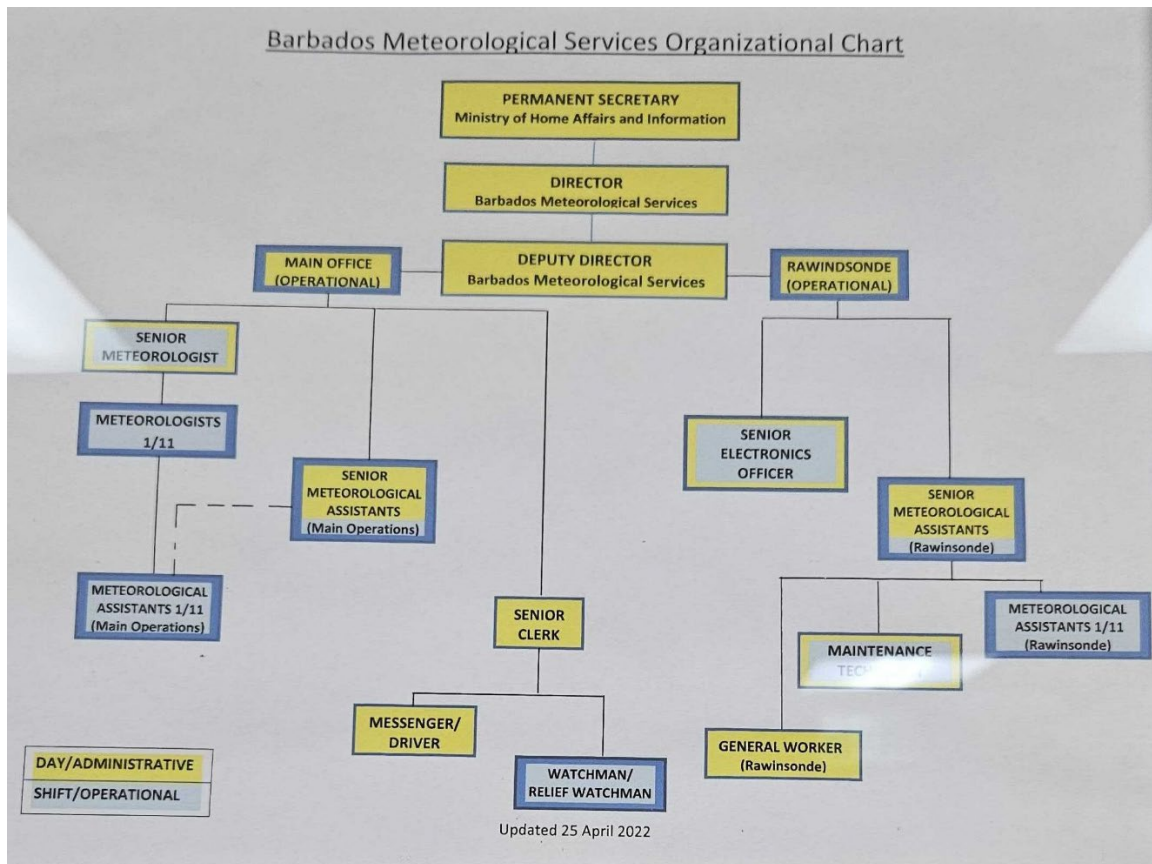 Barbados Meteorological Services Organizational Chart
PERMANENT SECRETARY
Ministry of Home Affairs and Information
DIRECTOR
Barbados Meteorological Services
MAIN OFFICE
(OPERATIONAL)
DEPUTY DIRECTOR
Barbados Meteorological Services
RAWINDSONDE
(OPERATIONAL)
SENIOR
METEOROLOGIST
METEOROLOGISTS
1/11
SENIOR
METEOROLOGICAL
ASSISTANTS
(Main Operations)
SENIOR
ELECTRONICS
OFFICER
SENIOR
METEOROLOGICAL
ASSISTANTS
(Rawinsonde)
METEOROLOGICAL
ASSISTANTS 1/11
(Main Operations)
SENIOR
CLERK
MAINTENANCE
METEOROLOGICAL
ASSISTANTS 1/11
(Rawinsonde)
MESSENGER/
DRIVER
WATCHMAN/
RELIEF WATCHMAN
GENERAL WORKER
(Rawinsonde)
DAY/ADMINISTRATIVE
SHIFT/OPERATIONAL
Updated 25 April 2022